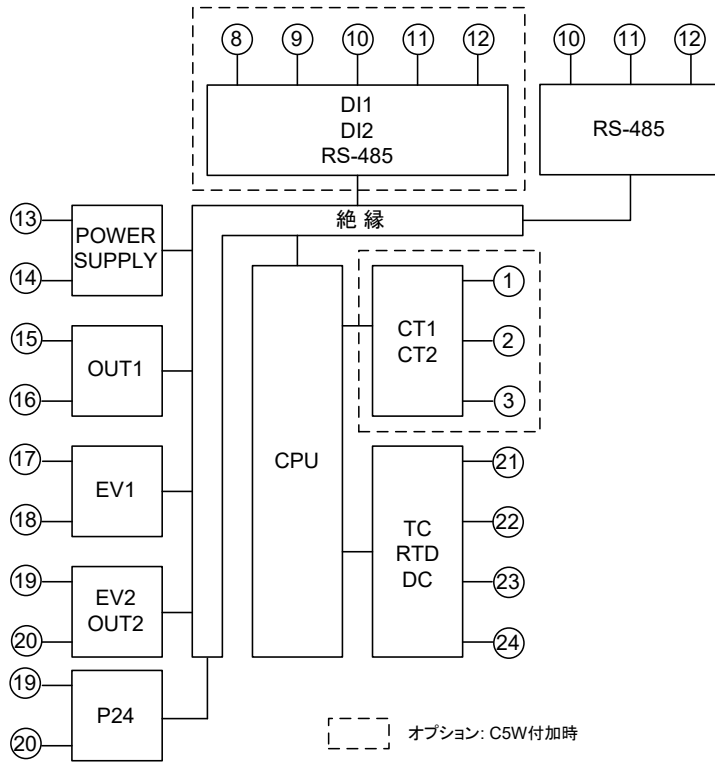 ⑧ ⑨ ⑩ ⑪ ⑫
⑩ ⑪ ⑫
DI1
DI2
RS-485
RS-485
絶 縁
⑬
⑭
POWER
SUPPLY
⑮
⑯
OUT1
⑰
⑱
EV1
⑲
⑳
EV2
OUT2
⑲
⑳
P24
CPU
CT1
CT2
①
②
③
TC
RTD
DC
㉑
㉒
㉓
㉔
オプション: C5W付加時